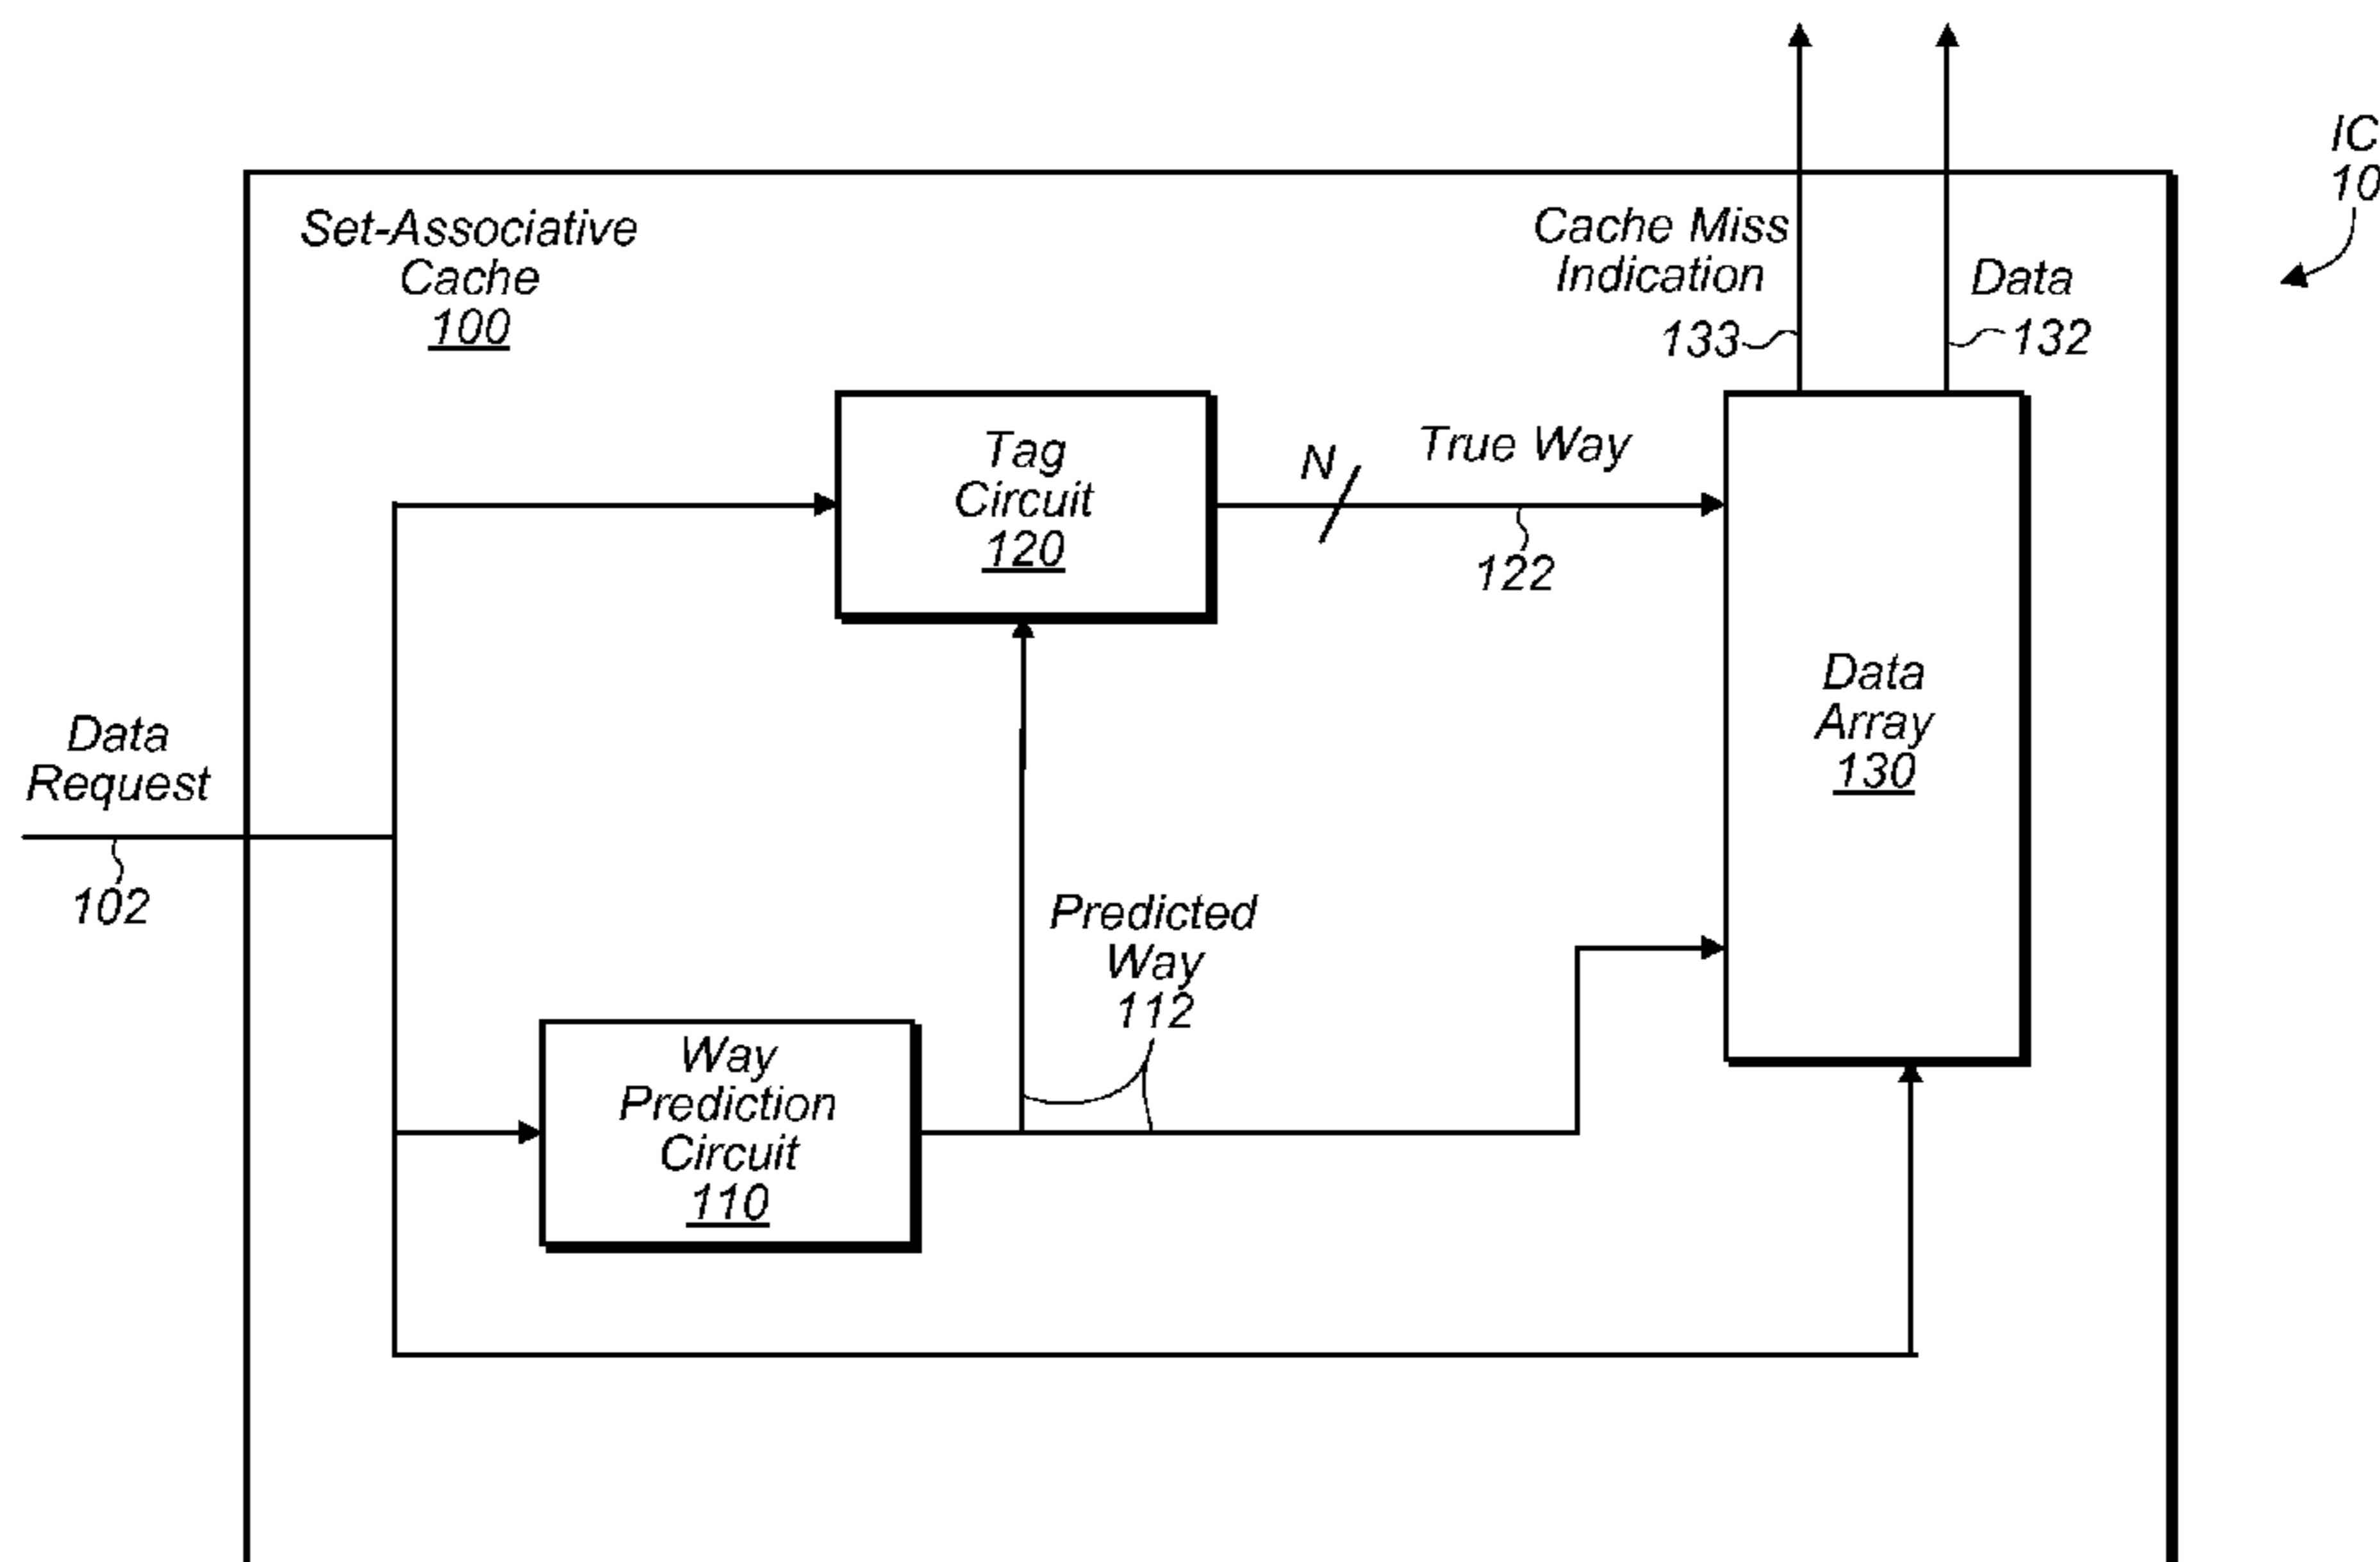 IC
10
Set-Associative
Cache
100
Cache Miss
Indication
133
Data
132
Tag
Circuit
120
N
True Way
122
Data
Array
130
Data
Request
102
Predicted
Way
112
Way
Prediction
Circuit
110